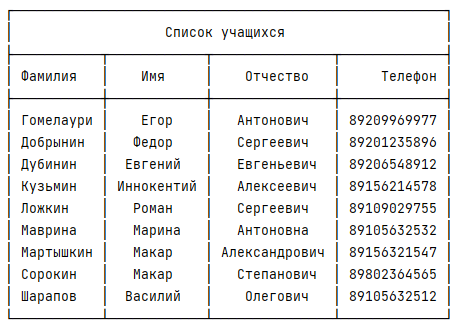 Список учащихся
Фамилия Имя Отчество Телефон
Гомелаури Егор Антонович 89209969977
Добрынин Федор Сергеевич 89201235896
Дубинин Евгений Евгеньевич 89206548912
Кузьмин Иннокентий Алексеевич 89156214578
Ложкин Роман Сергеевич 89109029755
Маврина Марина Антоновна 89105632532
Мартышкин Макар Александрович 89156321547
Сорокин Макар Степанович 89802364565
Шарапов Василий Олегович 89105632512